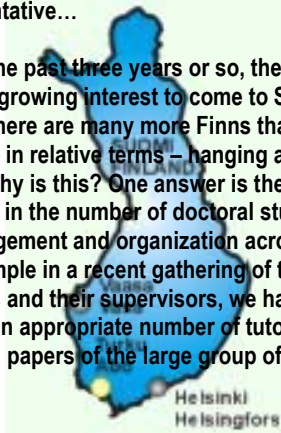 ntative…
he past three years or so, the
growing interest to come to S
here are many more Finns tha
in relative terms – hanging a
hy is this? One answer is the
in the number of doctoral stu
gement and organization acro
mple in a recent gathering of t
and their supervisors, we ha
n appropriate number of tuto
papers of the large group of
SUOMI
FINLAND
Vaasa
Vasa
Turku
Åbo
Helsinki
Helsingfors